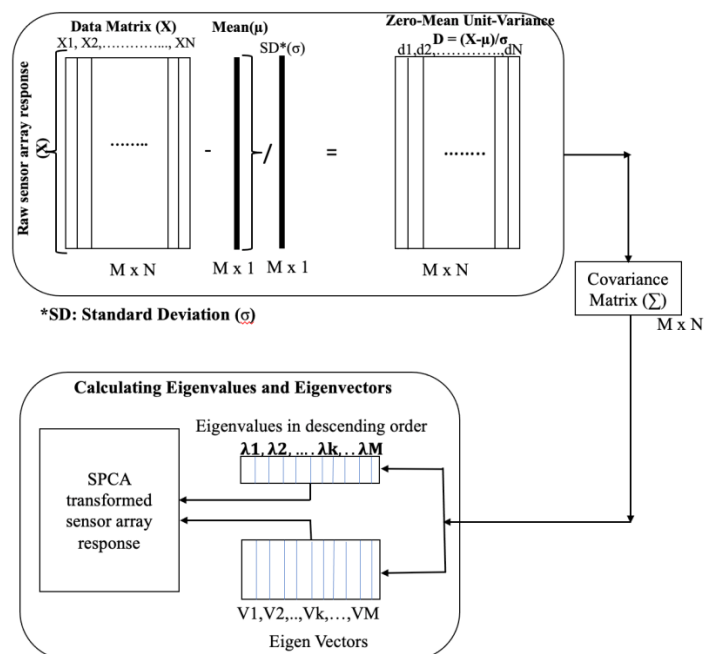 Data Matrix (X)
X1, X2,…………..., XN
Mean(μ)
SD*(σ)
Zero-Mean Unit-Variance
D = (X-μ)/σ
d1,d2,………….,dN
Raw sensor array response
(X)
........
-
/
=
........
M x N
M x 1
M x 1
M x N
*SD: Standard Deviation (σ)
Covariance
Matrix (∑)
M x N
Calculating Eigenvalues and Eigenvectors
Eigenvalues in descending order
λ1, λ2, …. λk, . . λM
SPCA
transformed
sensor array
response
V1,V2,..,Vk,…,VM
Eigen Vectors